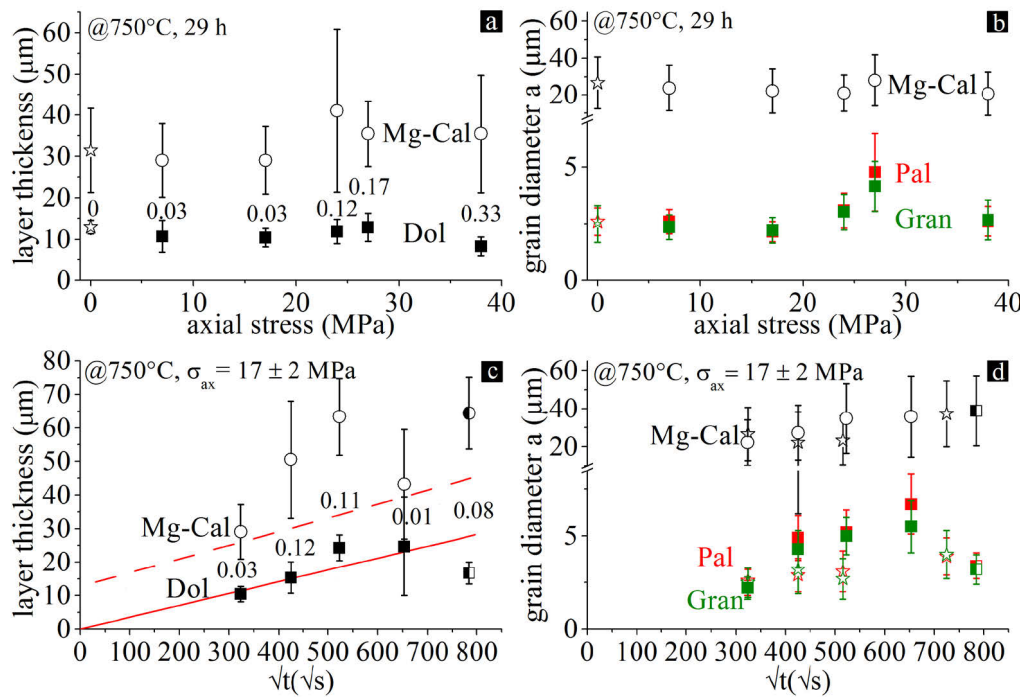 @750°C, 29 h
a
layer thickenss (μm)
60
50
40
30
20
10
0
Mg-Cal
0
0.03
0.03
0.12
0.17
0.33
Dol
0
10
20
30
40
axial stress (MPa)
@750°C, 29 h
b
grain diameter a (μm)
40
20
5
0
Mg-Cal
Pal
Gran
0
10
20
30
40
axial stress (MPa)
@750°C, σax= 17 ± 2 MPa
c
layer thickness (μm)
80
70
60
50
40
30
20
10
0
Mg-Cal
Dol
0.03
0.12
0.11
0.01
0.08
0
100
200
300
400
500
600
700
800
√t(√s)
@750°C, σax= 17 ± 2 MPa
d
grain diameter a (μm)
60
40
20
5
0
Mg-Cal
Pal
Gran
0
100
200
300
400
500
600
700
800
√t(√s)